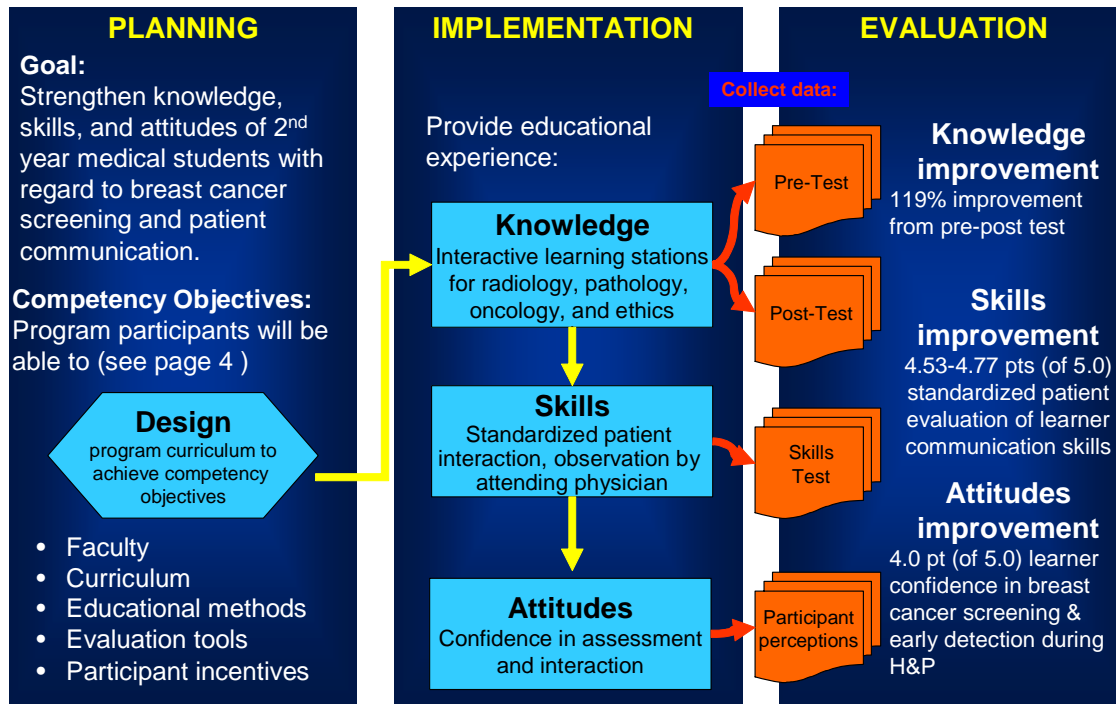 PLANNING
Goal:
Strengthen knowledge,
skills, and attitudes of 2nd
year medical students with
regard to breast cancer
screening and patient
communication.
Competency Objectives:
Program participants will be
able to (see page 4 )
Design
program curriculum to
achieve competency
objectives
• Faculty
• Curriculum
• Educational methods
• Evaluation tools
• Participant incentives
IMPLEMENTATION
Provide educational
experience:
Knowledge
Interactive learning stations
for radiology, pathology,
oncology, and ethics
Skills
Standardized patient
interaction, observation by
attending physician
Attitudes
Confidence in assessment
and interaction
EVALUATION
Collect data:
Pre-Test
Post-Test
Skills
Test
Participant
perceptions
Knowledge
improvement
119% improvement
from pre-post test
Skills
improvement
4.53-4.77 pts (of 5.0)
standardized patient
evaluation of learner
communication skills
Attitudes
improvement
4.0 pt (of 5.0) learner
confidence in breast
cancer screening &
early detection during
H&P